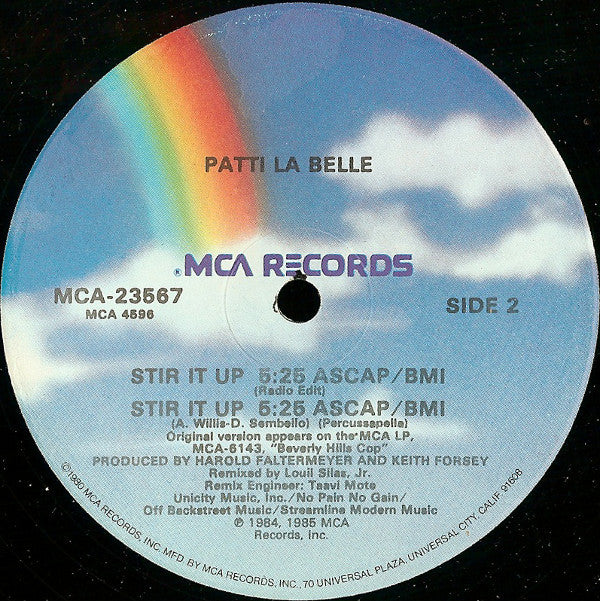 PATTI LA BELLE
®MCA RECORDS
MCA-23567
MCA 4596
SIDE 2
STIR IT UP 5:25 ASCAP/BMI
(Radio Edit)
STIR IT UP 5:25 ASCAP/BMI
(A. Willis-D. Sembello) (Percussapella)
Original version appears on the MCA LP,
MCA-6143, "Beverly Hills Cop"
PRODUCED BY HAROLD FALTERMEYER AND KEITH FORSEY
Remixed by Louil Silas, Jr.
Remix Engineer: Taavi Mote
Unicity Music, Inc./No Pain No Gain/
Off Backstreet Music/Streamline Modern Music
℗ 1984, 1985 MCA
Records, Inc.
©1980 MCA RECORDS, INC. MFD. BY MCA RECORDS, INC., 70 UNIVERSAL PLAZA, UNIVERSAL CITY, CALIF. 91608